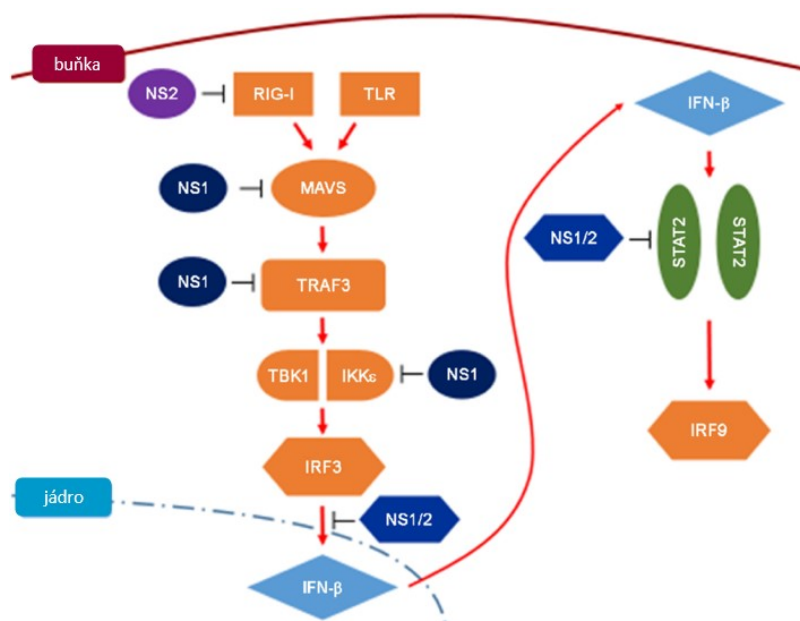 buňka
NS2
RIG-I
TLR
NS1
MAVS
NS1
TRAF3
TBK1
IKKε
NS1
IRF3
jádro
NS1/2
IFN-β
IFN-β
NS1/2
STAT2
STAT2
IRF9